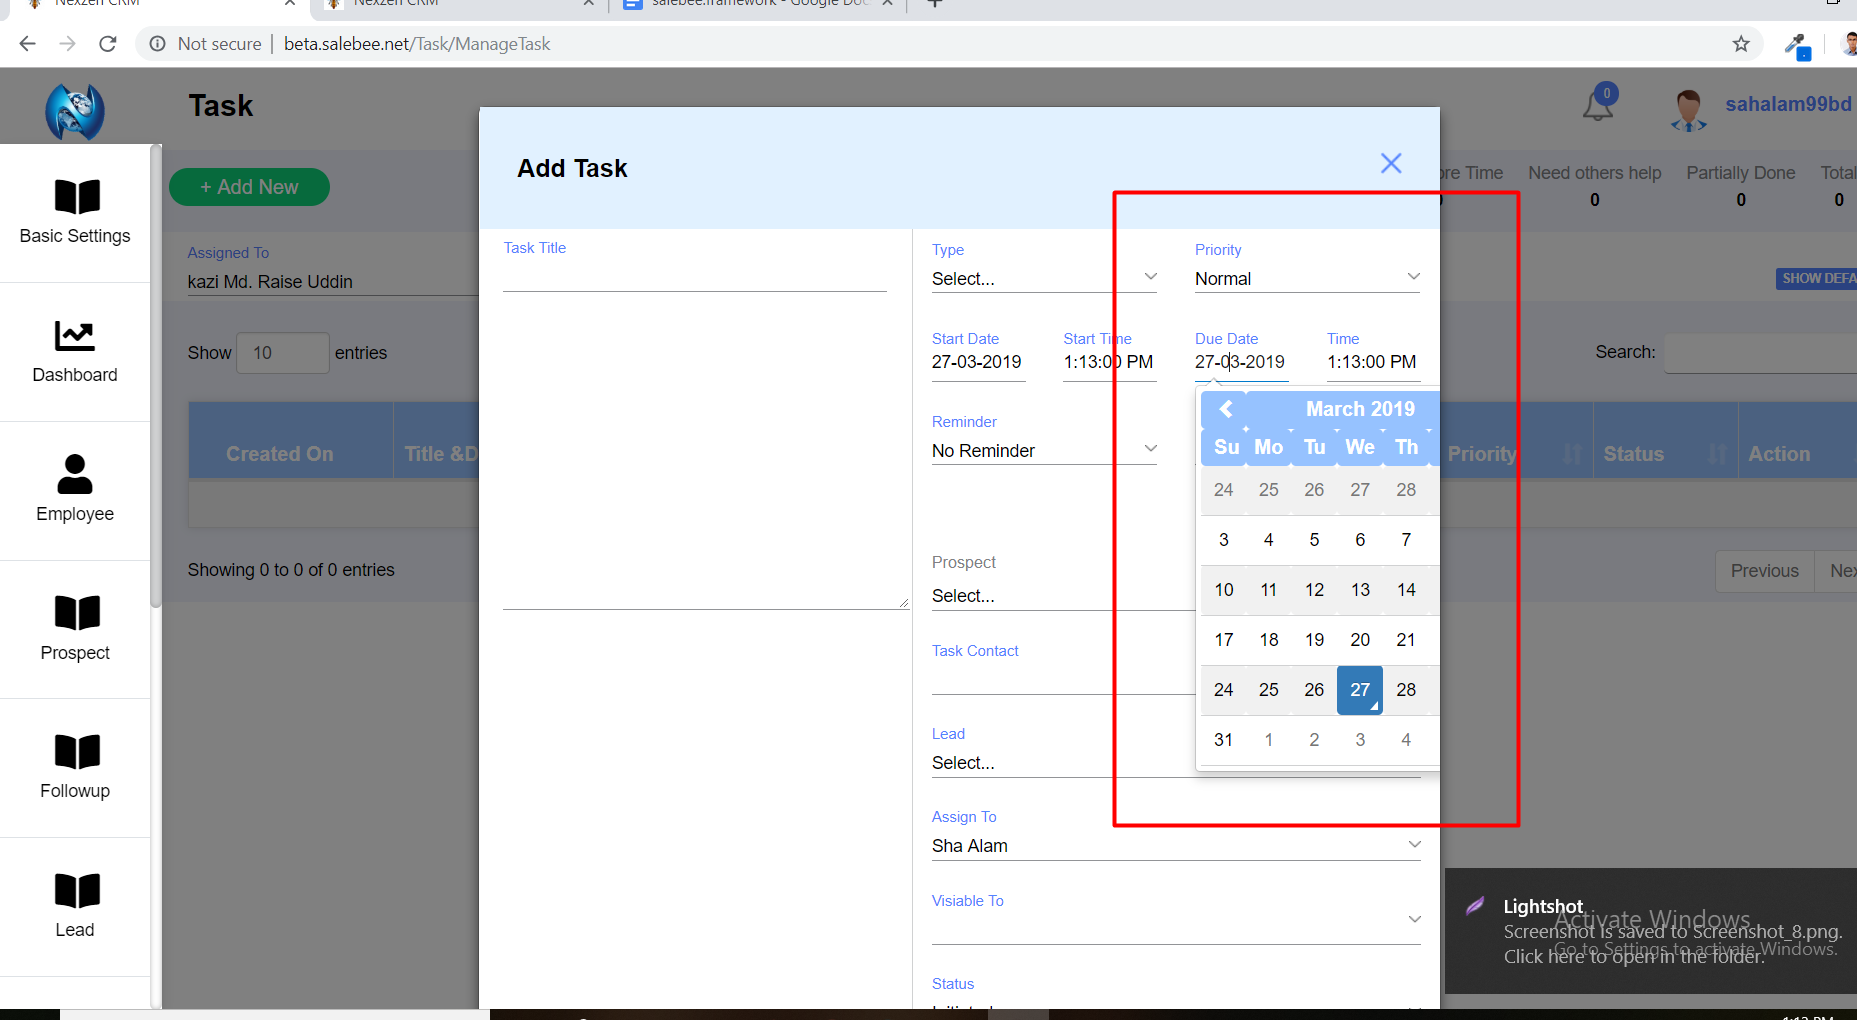 Nexzen CRM
Nexzen CRM
salebee.framework - Google Doc
Not secure | beta.salebee.net/Task/ManageTask
Task
0
sahalam99bd
+ Add New
Add Task
Time
Need others help
Partially Done
Total
0
0
0
Basic Settings
Dashboard
Employee
Prospect
Followup
Lead
Assigned To
kazi Md. Raise Uddin
SHOW DEFA
Show 10 entries
Search:
Created On
Title &D
Priority
Status
Action
Showing 0 to 0 of 0 entries
Previous
Nex
Task Title
Type
Select...
Priority
Normal
Start Date
27-03-2019
Start Time
1:13:00 PM
Due Date
27-03-2019
Time
1:13:00 PM
Reminder
No Reminder
March 2019
Su Mo Tu We Th
24 25 26 27 28
3 4 5 6 7
10 11 12 13 14
17 18 19 20 21
24 25 26 27 28
31 1 2 3 4
Prospect
Select...
Task Contact
Lead
Select...
Assign To
Sha Alam
Visiable To
Status
Lightshot
Screenshot is saved to Screenshot_8.png.
Click here to open in the folder.
Activate Windows
Go to Settings to activate Windows.